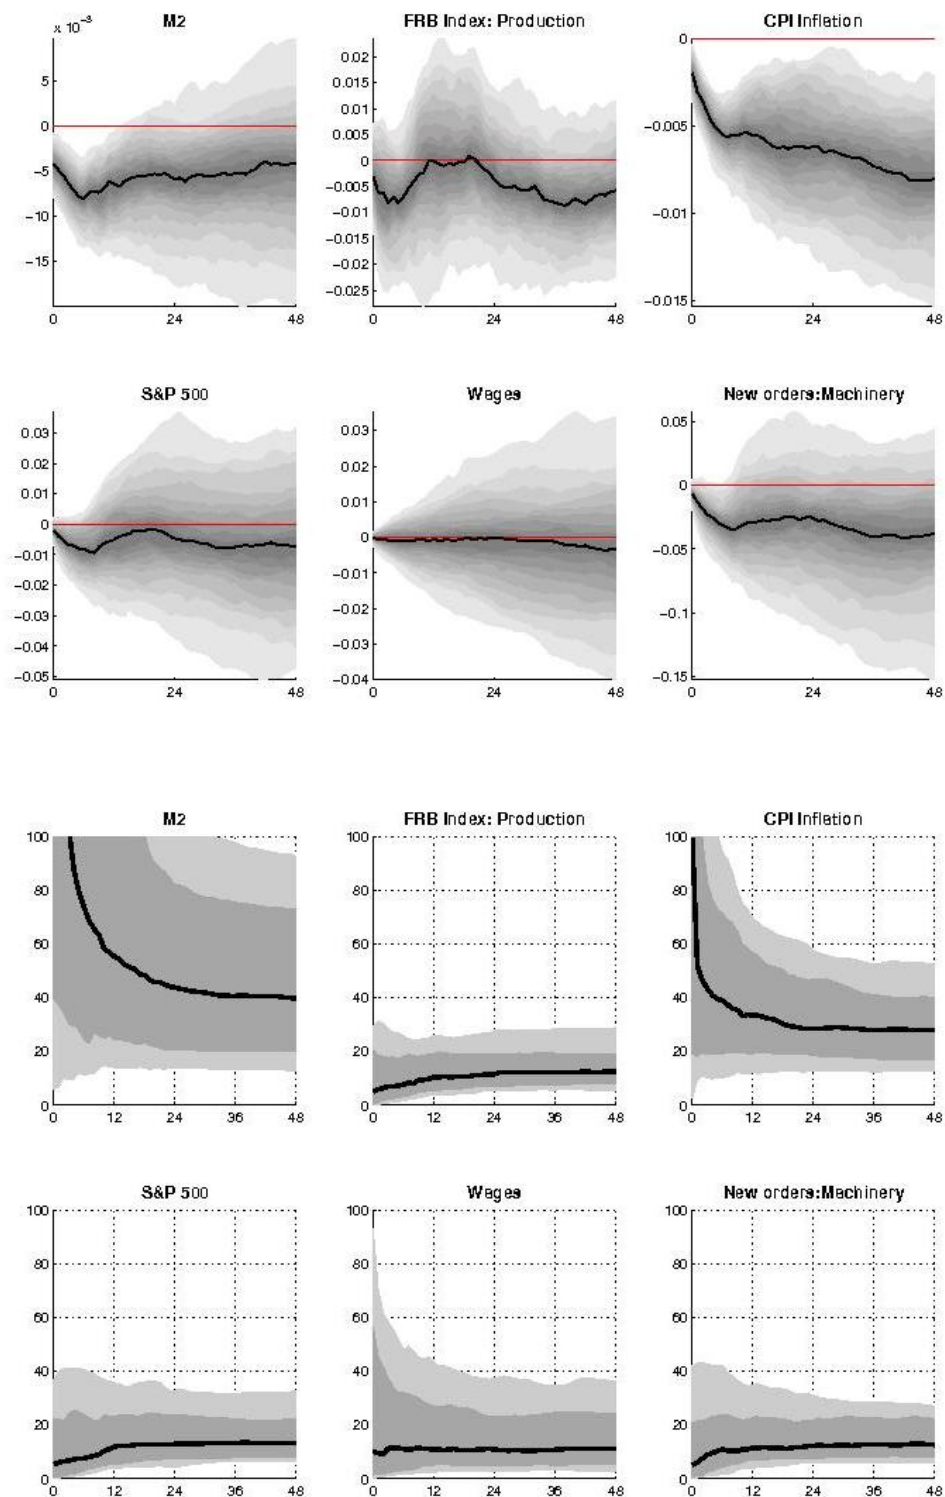 x 10⁻³ M2 FRB Index: Production CPI Inflation
5 0 −5 −10 −15
0 24 48
0.02 0.015 0.01 0.005 0 −0.005 −0.01 −0.015 −0.02 −0.025
0 24 48
0 −0.005 −0.01 −0.015
0 24 48
S&P 500 Wages New orders:Machinery
0.03 0.02 0.01 0 −0.01 −0.02 −0.03 −0.04 −0.05
0 24 48
0.03 0.02 0.01 0 −0.01 −0.02 −0.03 −0.04
0 24 48
0.05 0 −0.05 −0.1 −0.15
0 24 48
M2 FRB Index: Production CPI Inflation
100 80 60 40 20 0
0 12 24 36 48
100 80 60 40 20 0
0 12 24 36 48
100 80 60 40 20 0
0 12 24 36 48
S&P 500 Wages New orders:Machinery
100 80 60 40 20 0
0 12 24 36 48
100 80 60 40 20 0
0 12 24 36 48
100 80 60 40 20 0
0 12 24 36 48